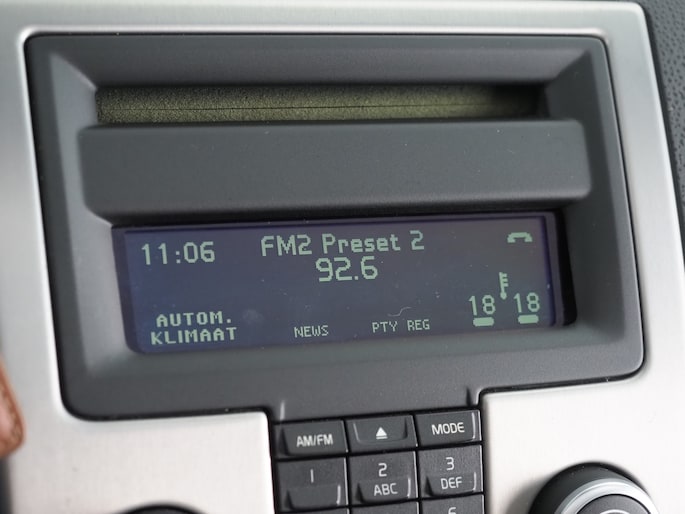 11:06 FM2 Preset 2
92.6
18 18
AUTOM.
KLIMAAT NEWS PTY REG
AM/FM MODE
1 2 3
ABC DEF